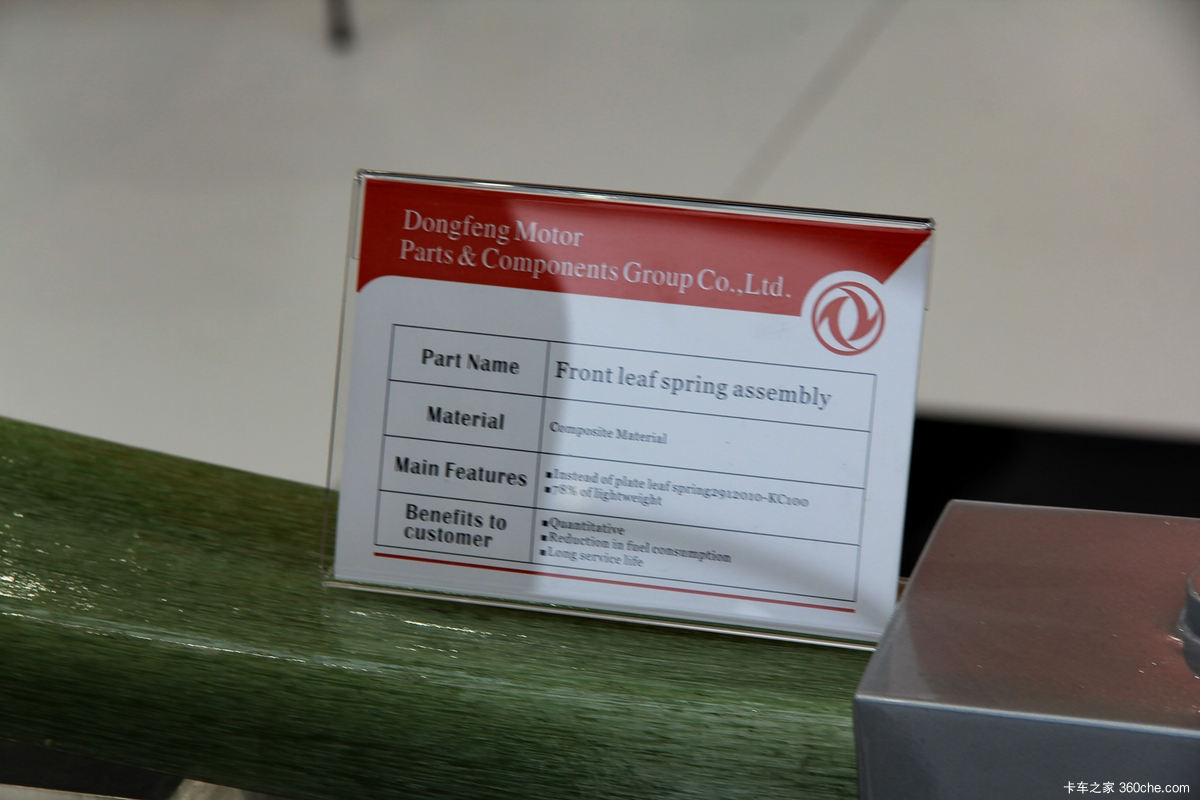 Dongfeng Motor
Parts & Components Group Co.,Ltd.
Part Name
Front leaf spring assembly
Material
Composite Material
Main Features
▪Instead of plate leaf spring2912010-KC100
▪78% of lightweight
Benefits to
customer
▪Quantitative
▪Reduction in fuel consumption
▪Long service life
卡车之家 360che.com